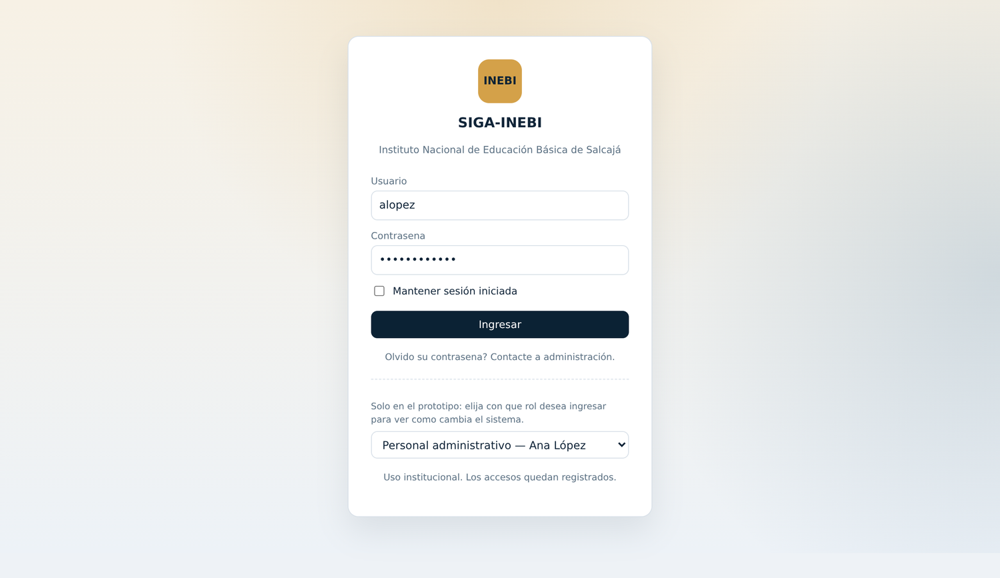 INEBI
SIGA-INEBI
Instituto Nacional de Educación Básica de Salcajá
Usuario
alopez
Contrasena
••••••••••••
Mantener sesión iniciada
Ingresar
Olvido su contrasena? Contacte a administración.
Solo en el prototipo: elija con que rol desea ingresar
para ver como cambia el sistema.
Personal administrativo — Ana López
Uso institucional. Los accesos quedan registrados.